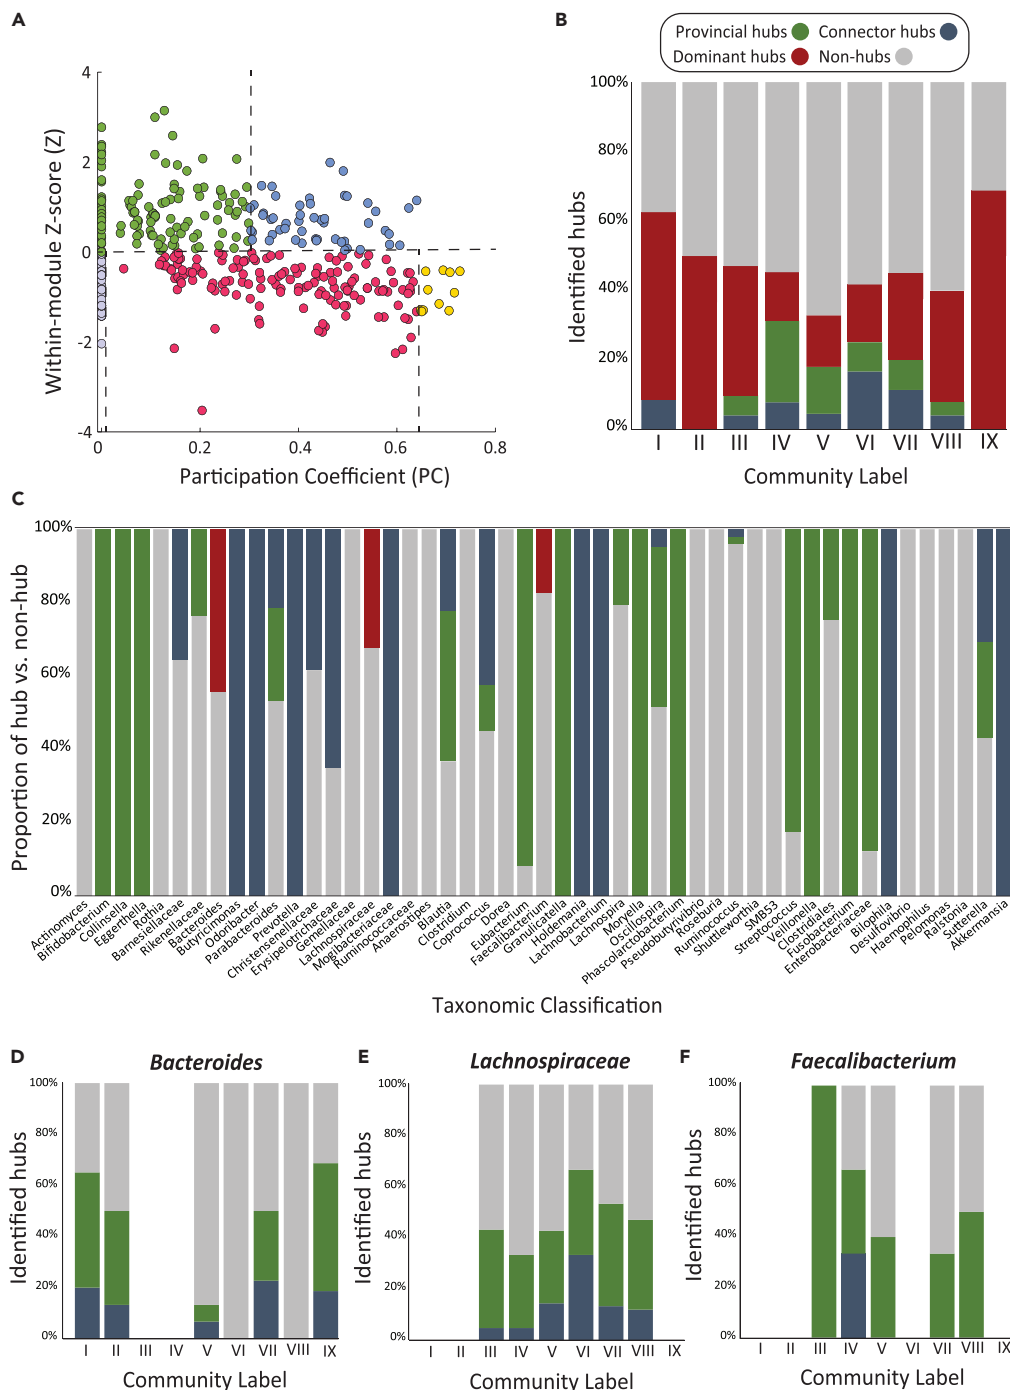 A
Within-module Z-score (Z)
4
2
0
-2
-4
0
0.2
0.4
0.6
0.8
Participation Coefficient (PC)
B
Provincial hubs Connector hubs
Dominant hubs Non-hubs
Identified hubs
100%
80%
60%
40%
20%
0%
I II III IV V VI VII VIII IX
Community Label
C
Proportion of hub vs. non-hub
100%
80%
60%
40%
20%
0%
Actinomyces
Bifidobacterium
Collinsella
Eggerthella
Rothia
Barnesiellaceae
Rikenellaceae
Bacteroides
Butyricimonas
Odoribacter
Parabacteroides
Prevotella
Christensenellaceae
Erysipelotrichaceae
Gemellaceae
Lachnospiraceae
Mogibacteriaceae
Ruminococcaceae
Anaerostipes
Blautia
Clostridium
Coprococcus
Dorea
Eubacterium
Faecalibacterium
Granulicatella
Holdemania
Lachnobacterium
Lachnospira
Moryella
Oscillospira
Phascolarctobacterium
Pseudobutyrivibrio
Roseburia
Ruminococcus
Shuttleworthia
SMB53
Streptococcus
Veillonella
Clostridiales
Fusobacterium
Enterobacteriaceae
Bilophila
Desulfovibrio
Haemophilus
Pelomonas
Ralstonia
Sutterella
Akkermansia
Taxonomic Classification
D
Bacteroides
Identified hubs
100%
80%
60%
40%
20%
0%
I II III IV V VI VII VIII IX
Community Label
E
Lachnospiraceae
Identified hubs
100%
80%
60%
40%
20%
0%
I II III IV V VI VII VIII IX
Community Label
F
Faecalibacterium
Identified hubs
100%
80%
60%
40%
20%
0%
I II III IV V VI VII VIII IX
Community Label